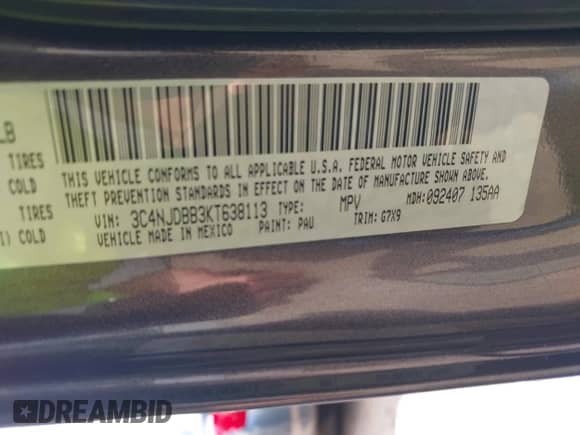 LB
TIRES
COLD
TIRES
) COLD
THIS VEHICLE CONFORMS TO ALL APPLICABLE U.S.A. FEDERAL MOTOR VEHICLE SAFETY AND
THEFT PREVENTION STANDARDS IN EFFECT ON THE DATE OF MANUFACTURE SHOWN ABOVE.
VIN: 3C4NJDBB3KT638113 TYPE: MPV MDH:092407 135AA
VEHICLE MADE IN MEXICO PAINT: PAU TRIM: G7X9
DREAMBID